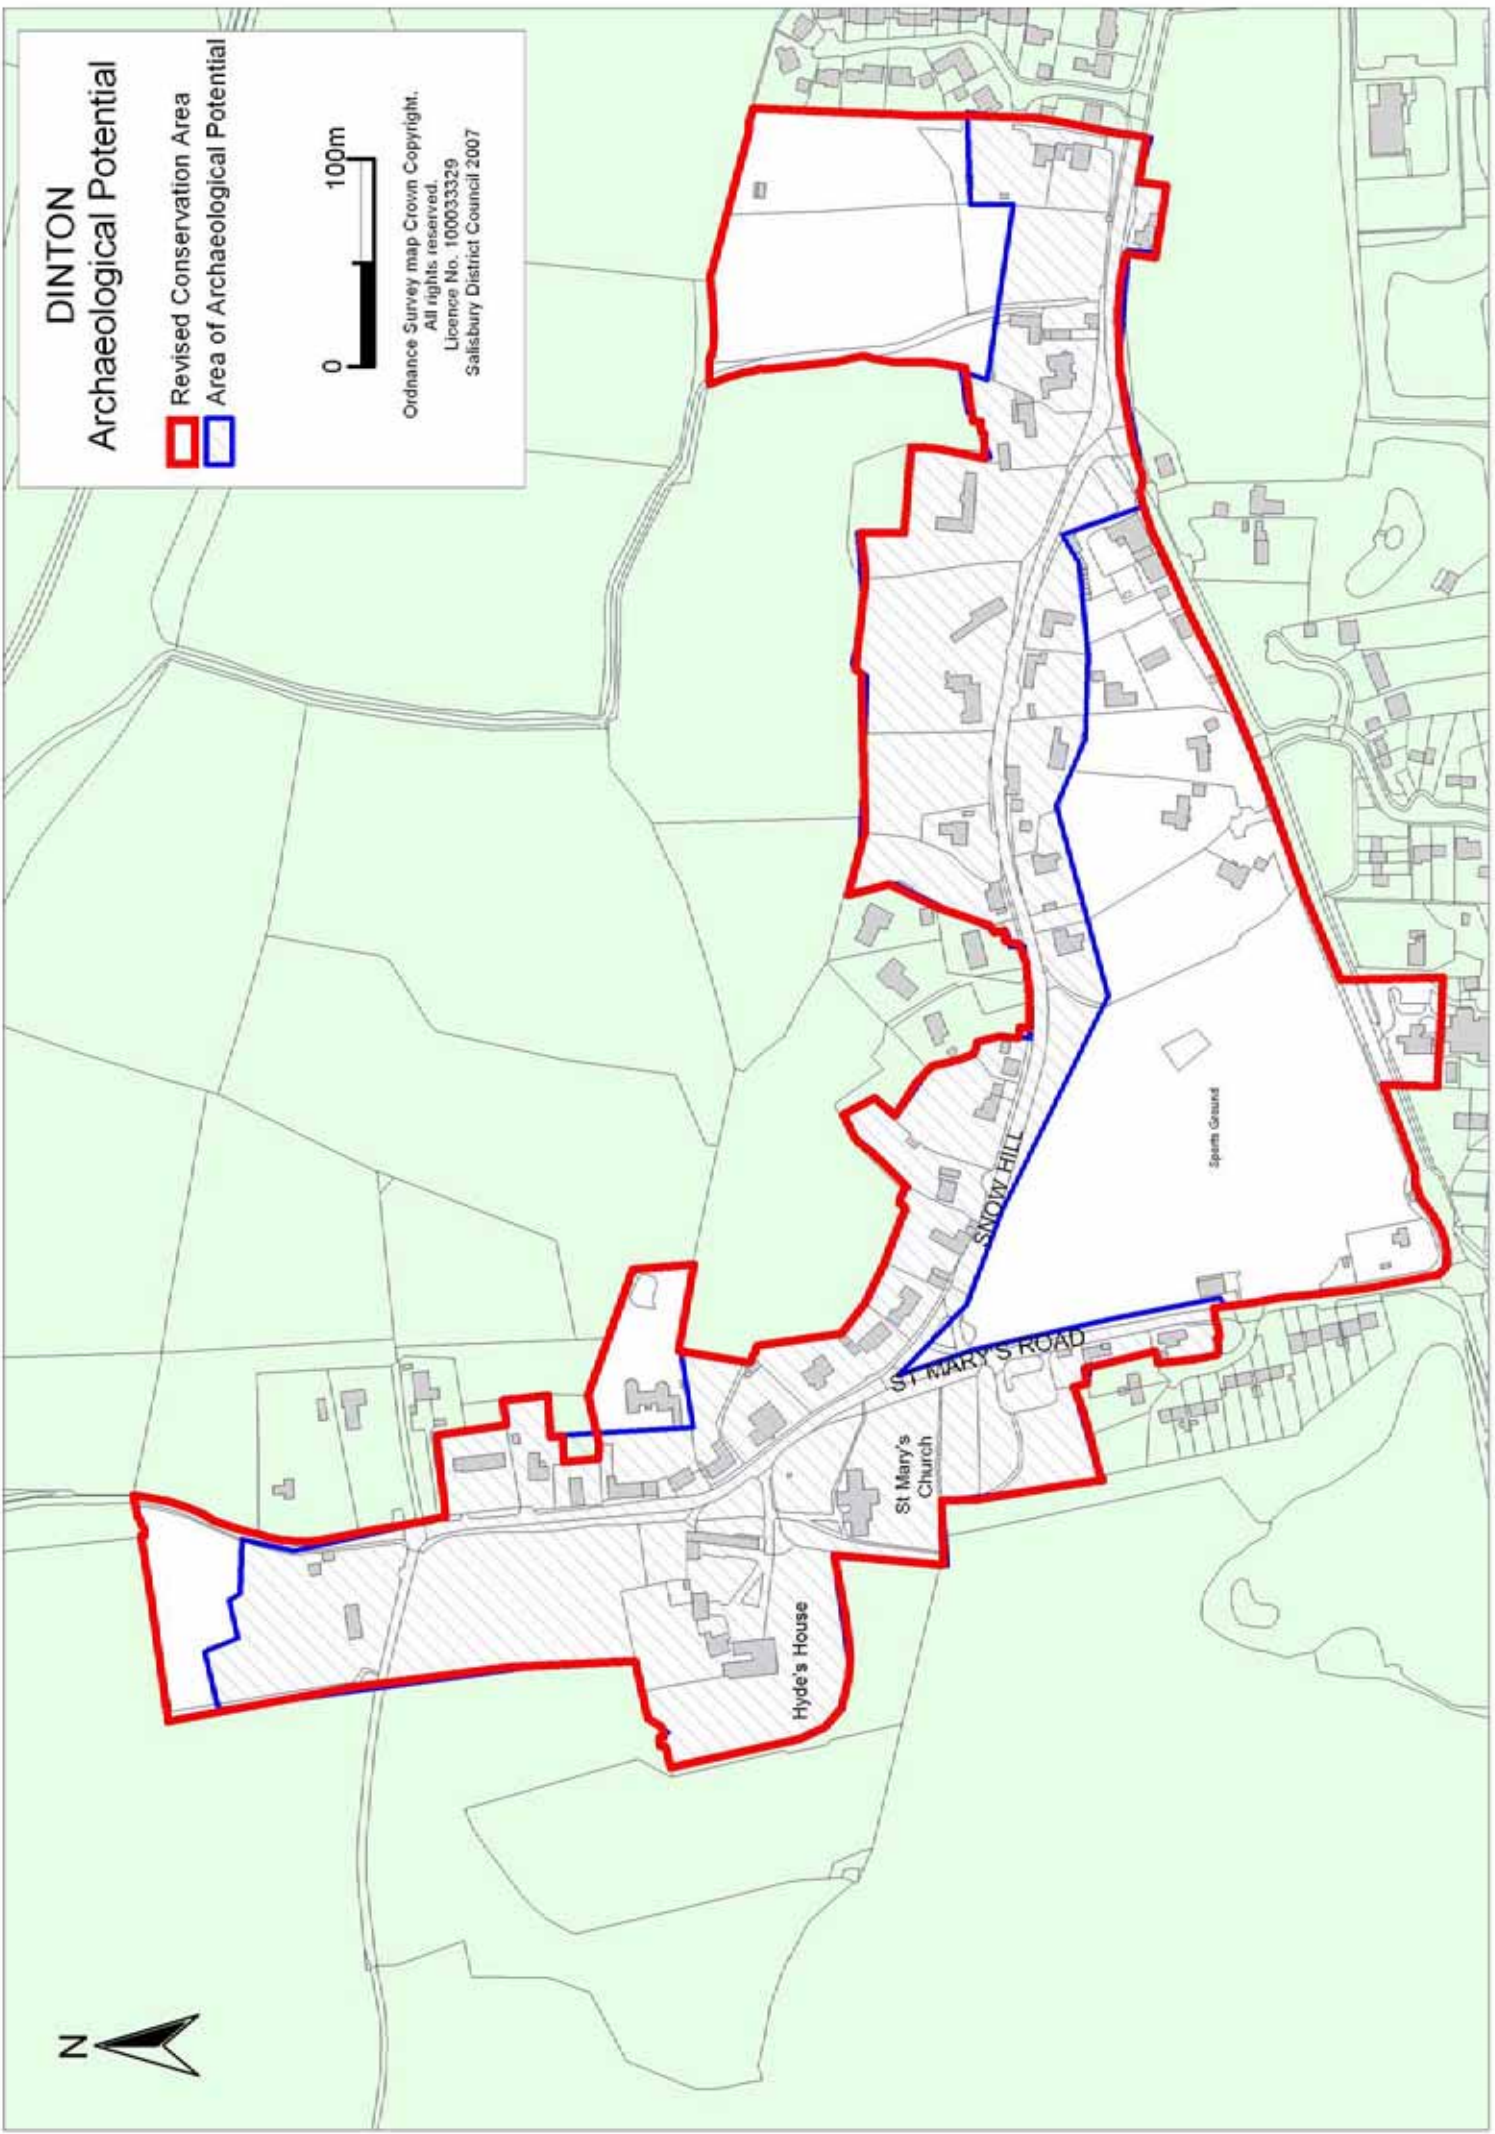 DINTON
Archaeological Potential
Revised Conservation Area
Area of Archaeological Potential
0 100m
Ordnance Survey map Crown Copyright.
All rights reserved.
Licence No. 100033329
Salisbury District Council 2007
N
SNOW HILL
ST MARY'S ROAD
St Mary's
Church
Hyde's House
Sports Ground